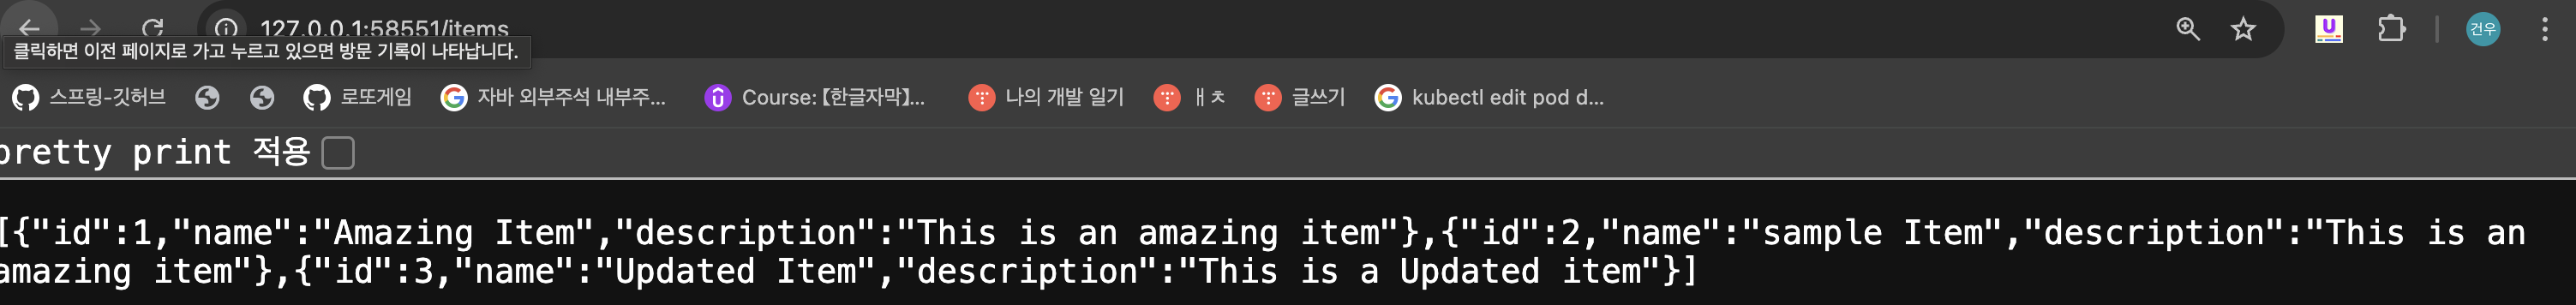 127.0.0.1:58551/items
건우
클릭하면 이전 페이지로 가고 누르고 있으면 방문 기록이 나타납니다.
스프링-깃허브
로또게임
자바 외부주석 내부주...
Course:【한글자막】...
나의 개발 일기
ㅐㅊ
글쓰기
kubectl edit pod d...
pretty print 적용
[{"id":1,"name":"Amazing Item","description":"This is an amazing item"},{"id":2,"name":"sample Item","description":"This is an
amazing item"},{"id":3,"name":"Updated Item","description":"This is a Updated item"}]